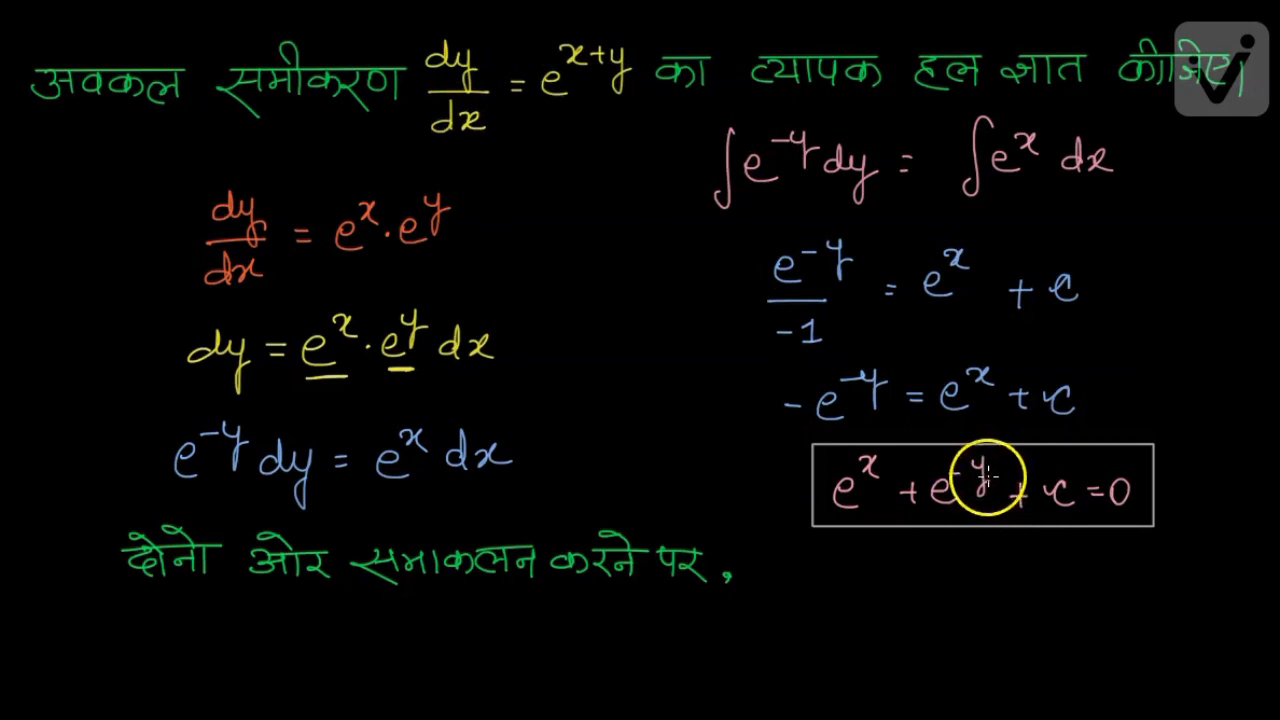 अवकल समीकरण dy/dx = e^(x+y) का व्यापक हल ज्ञात कीजिए।
dy/dx = e^x · e^y
dy = e^x · e^y dx
e^-y dy = e^x dx
दोनो ओर समाकलन करने पर ,
∫e^-y dy = ∫e^x dx
e^-y/-1 = e^x + c
- e^-y = e^x + c
e^x + e^-y + c = 0